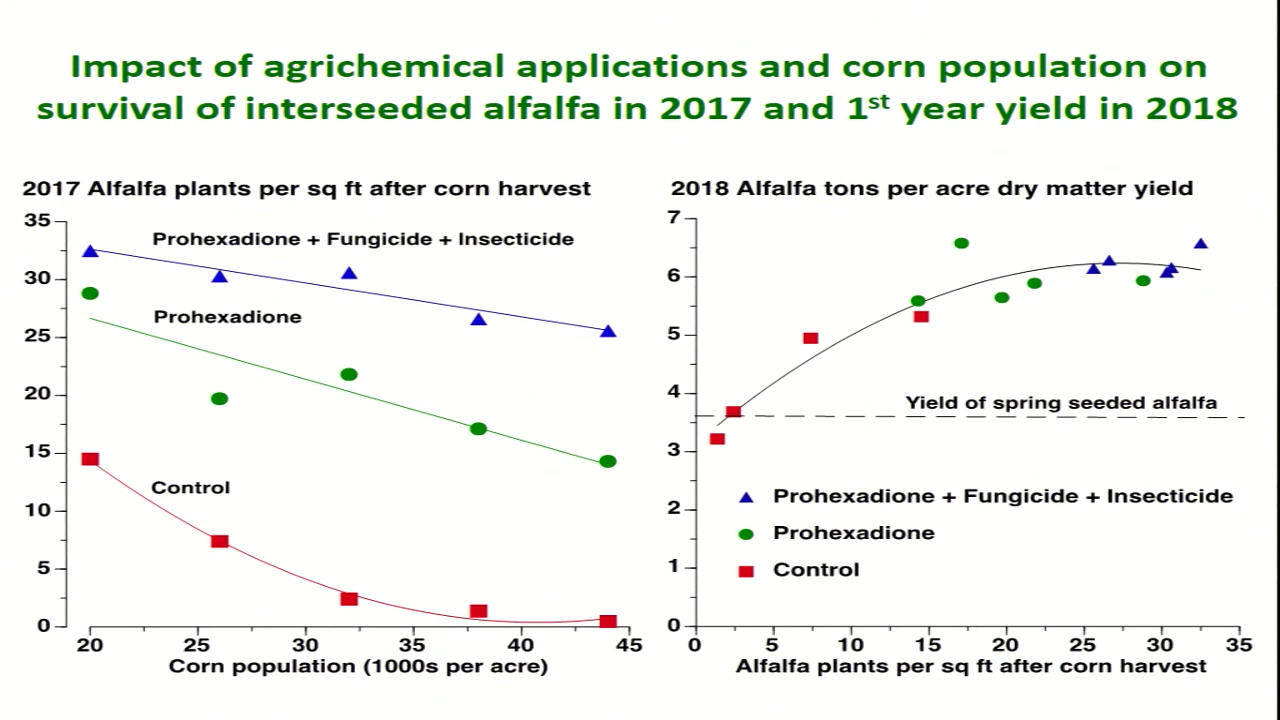 Impact of agrichemical applications and corn population on
survival of interseeded alfalfa in 2017 and 1st year yield in 2018
2017 Alfalfa plants per sq ft after corn harvest
35
30
25
20
15
10
5
0
Prohexadione + Fungicide + Insecticide
Prohexadione
Control
20 25 30 35 40 45
Corn population (1000s per acre)
2018 Alfalfa tons per acre dry matter yield
7
6
5
4
3
2
1
0
Yield of spring seeded alfalfa
Prohexadione + Fungicide + Insecticide
Prohexadione
Control
0 5 10 15 20 25 30 35
Alfalfa plants per sq ft after corn harvest